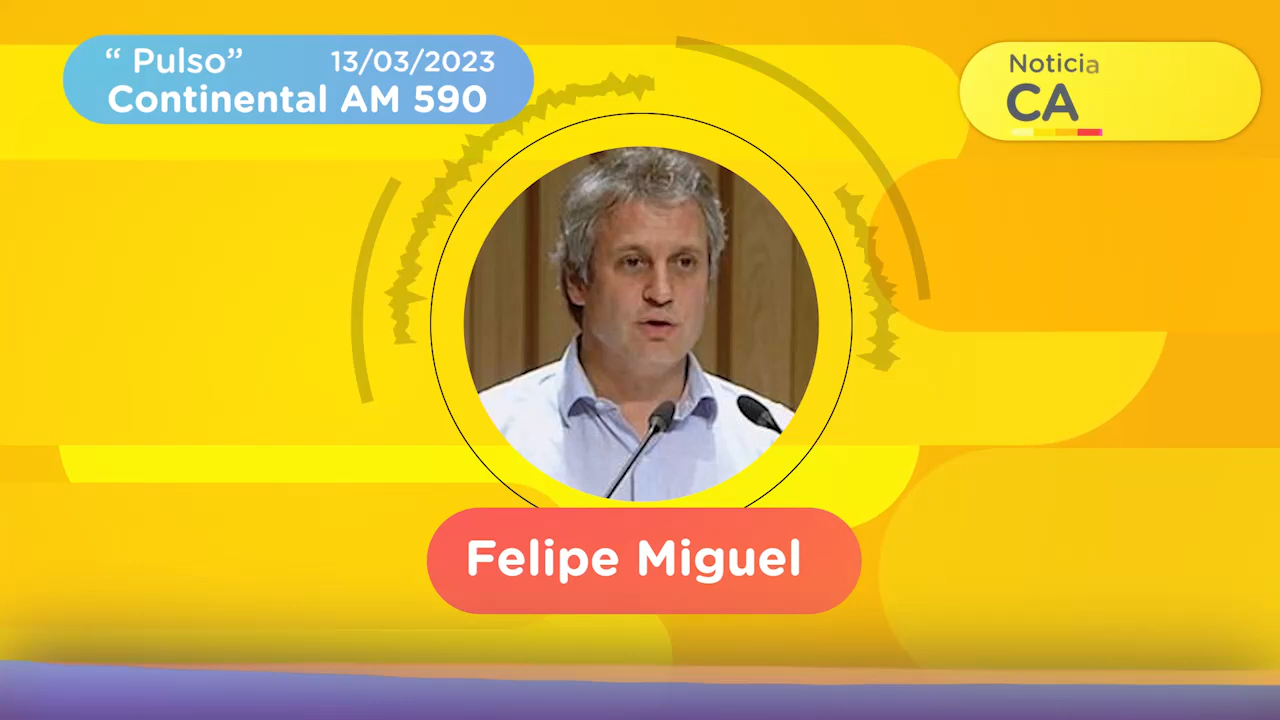 “ Pulso” 13/03/2023
Continental AM 590
Noticia
CA
Felipe Miguel